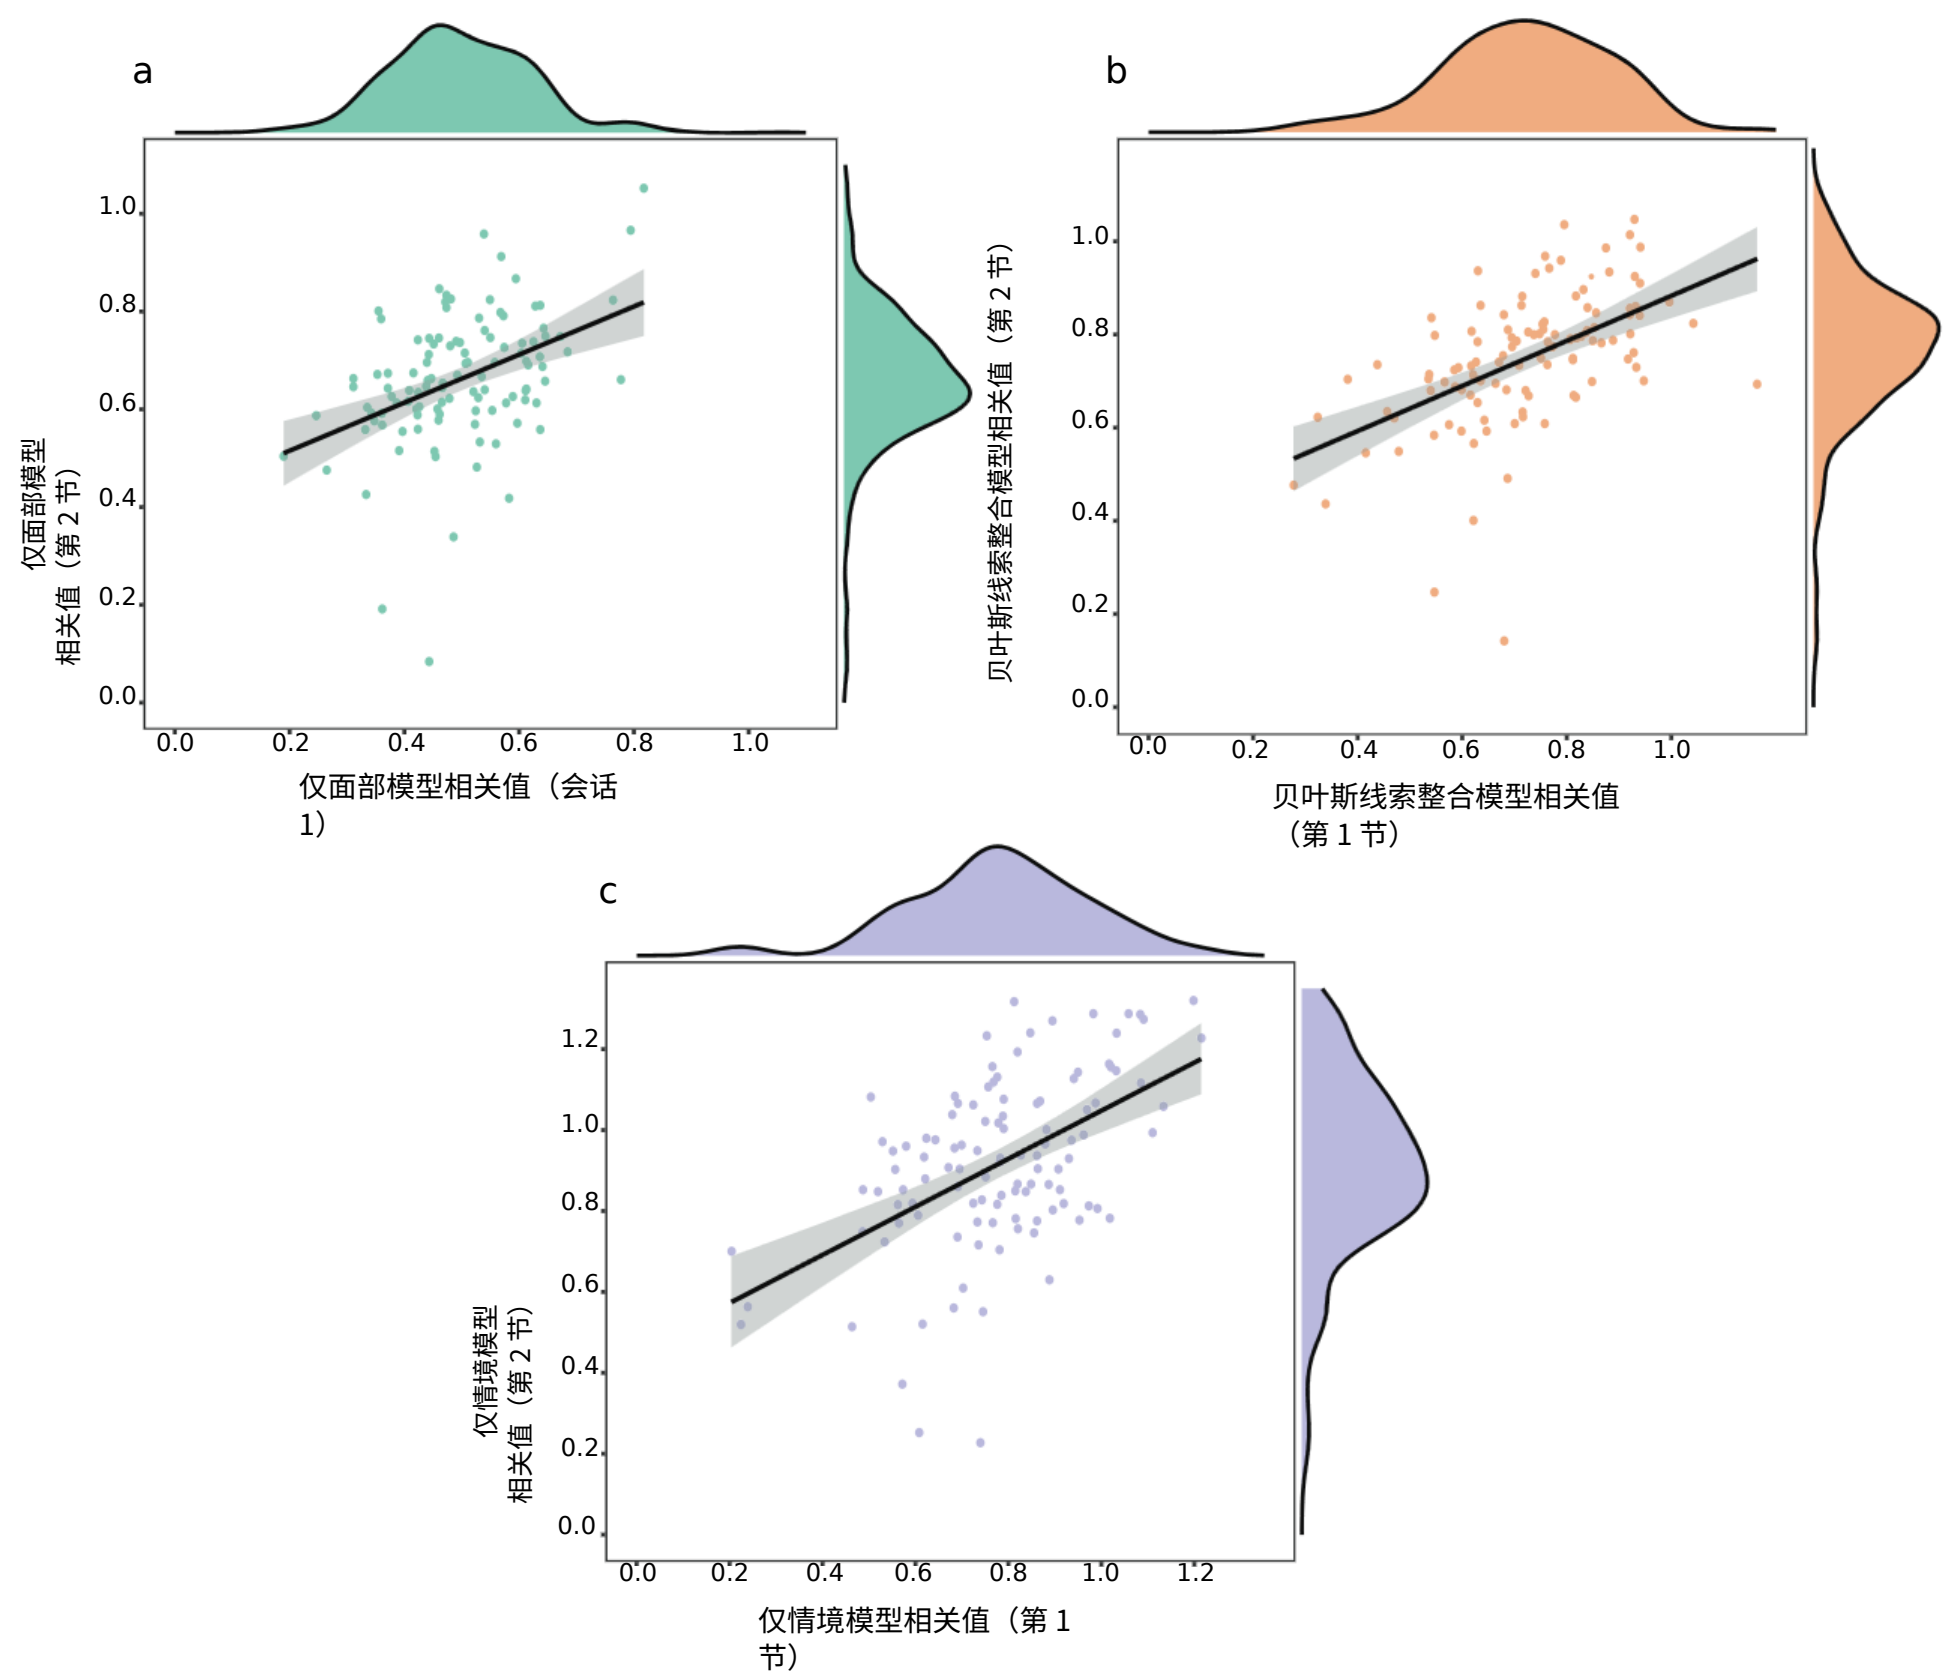 a
1.0
0.8
0.6
0.4
0.2
0.0
仅面部模型
相关值（第 2 节）
0.0 0.2 0.4 0.6 0.8 1.0
仅面部模型相关值（会话
1）
b
1.0
0.8
0.6
0.4
0.2
0.0
贝叶斯线索整合模型相关值（第 2 节）
0.0 0.2 0.4 0.6 0.8 1.0
贝叶斯线索整合模型相关值
（第 1 节）
c
1.2
1.0
0.8
0.6
0.4
0.2
0.0
仅情境模型
相关值（第 2 节）
0.0 0.2 0.4 0.6 0.8 1.0 1.2
仅情境模型相关值（第 1
节）